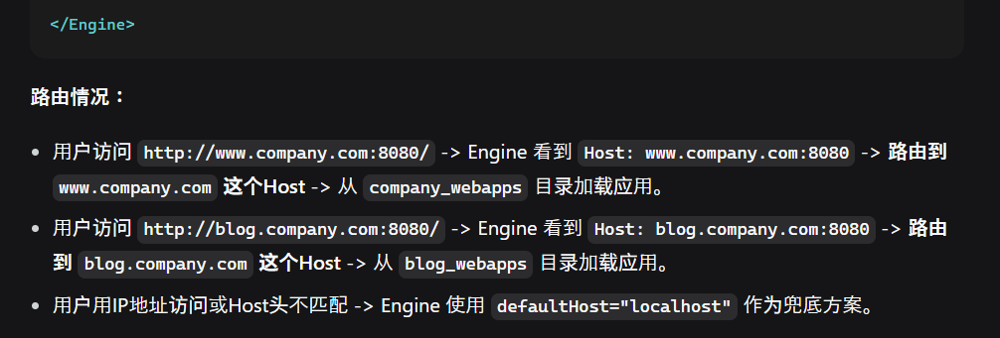 </Engine>
路由情况：
• 用户访问 http://www.company.com:8080/ -> Engine 看到 Host: www.company.com:8080 -> 路由到
www.company.com 这个Host -> 从 company_webapps 目录加载应用。
• 用户访问 http://blog.company.com:8080/ -> Engine 看到 Host: blog.company.com:8080 -> 路由
到 blog.company.com 这个Host -> 从 blog_webapps 目录加载应用。
• 用户用IP地址访问或Host头不匹配 -> Engine 使用 defaultHost="localhost" 作为兜底方案。